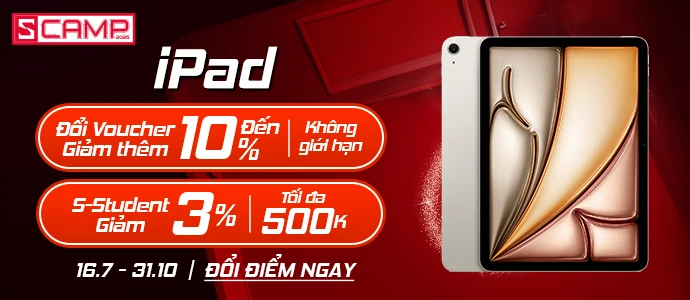 S CAMP
2025
iPad
Đổi Voucher
Giảm thêm
10%
Đến
Không
giới hạn
S-Student
Giảm
3%
Tối đa
500K
16.7 - 31.10 | ĐỔI ĐIỂM NGAY